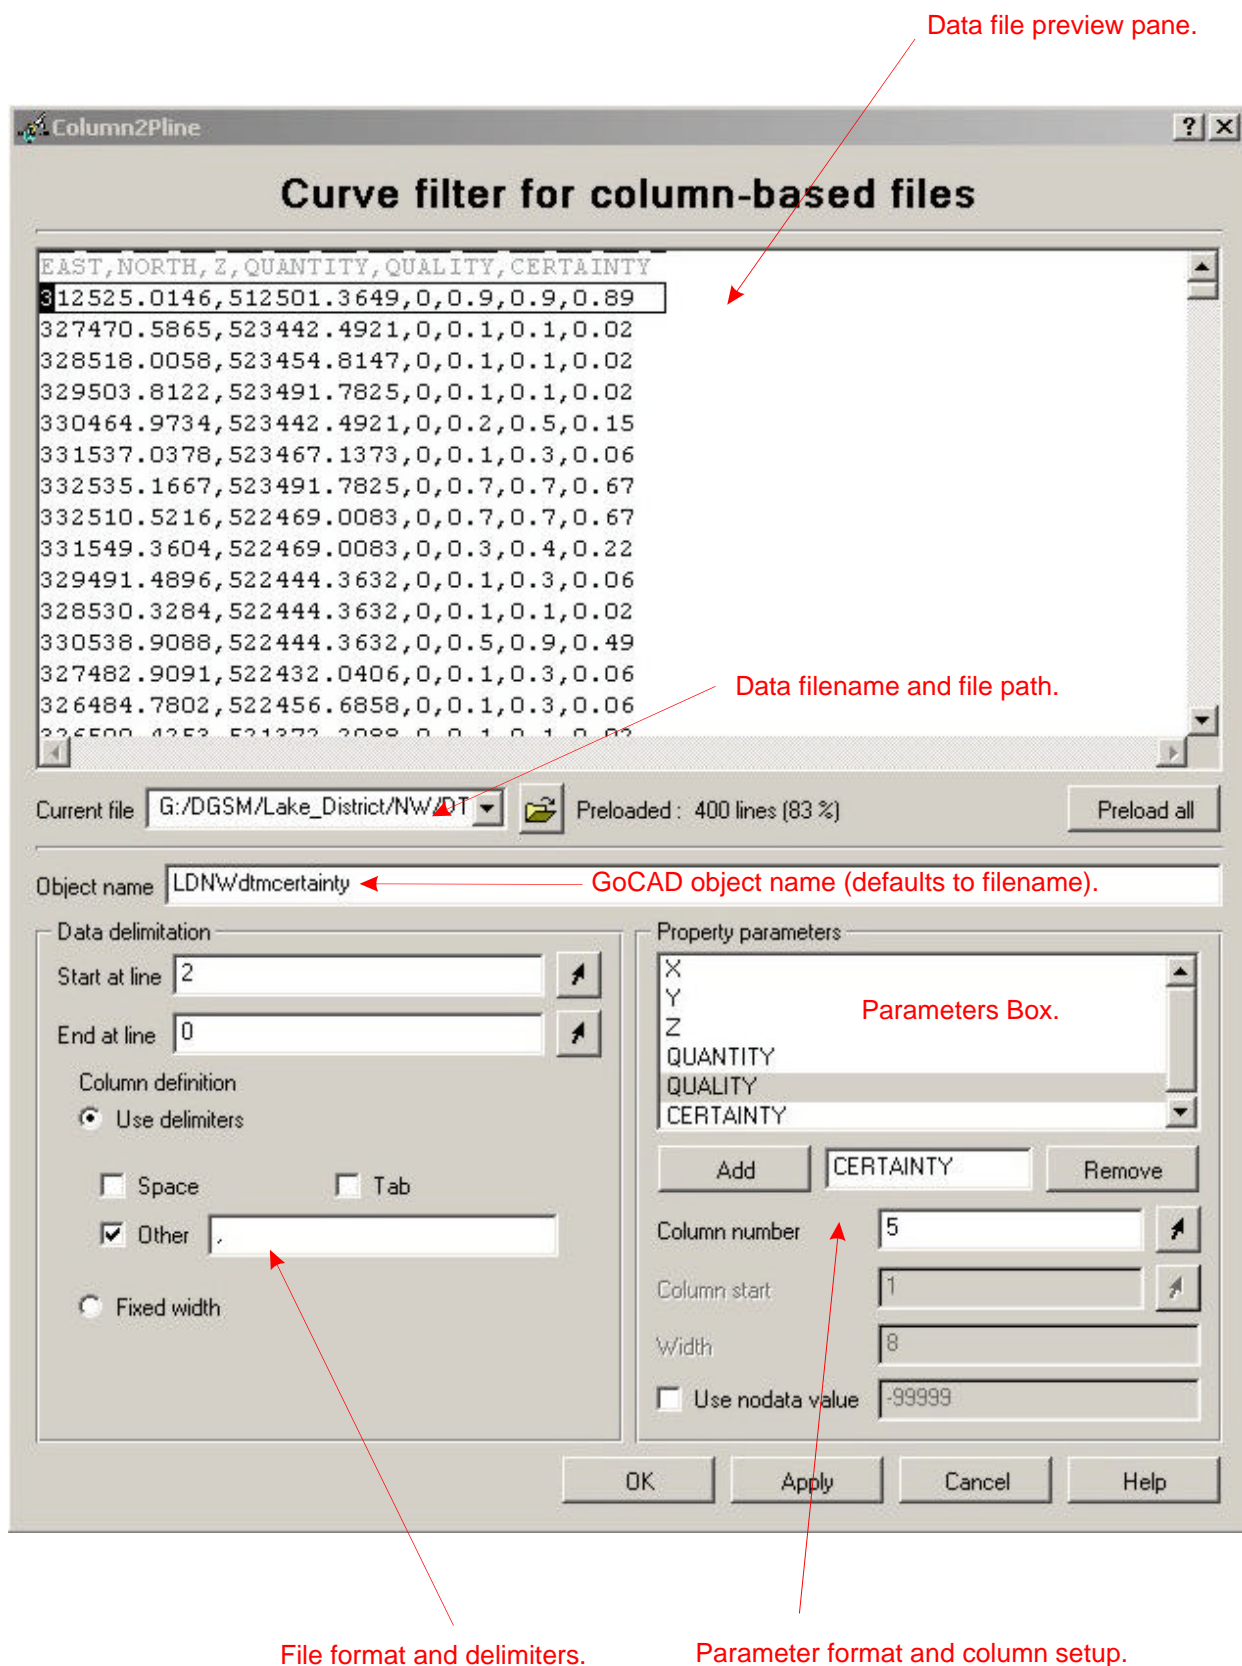 Data file preview pane.
Column2Pline
Curve filter for column-based files
EAST,NORTH,Z,QUANTITY,QUALITY,CERTAINTY
312525.0146,512501.3649,0,0.9,0.9,0.89
327470.5865,523442.4921,0,0.1,0.1,0.02
328518.0058,523454.8147,0,0.1,0.1,0.02
329503.8122,523491.7825,0,0.1,0.1,0.02
330464.9734,523442.4921,0,0.2,0.5,0.15
331537.0378,523467.1373,0,0.1,0.3,0.06
332535.1667,523491.7825,0,0.7,0.7,0.67
332510.5216,522469.0083,0,0.7,0.7,0.67
331549.3604,522469.0083,0,0.3,0.4,0.22
329491.4896,522444.3632,0,0.1,0.3,0.06
328530.3284,522444.3632,0,0.1,0.1,0.02
330538.9088,522444.3632,0,0.5,0.9,0.49
327482.9091,522432.0406,0,0.1,0.3,0.06
326484.7802,522456.6858,0,0.1,0.3,0.06
Data filename and file path.
Current file G:/DGSM/Lake_District/NW/DT Preloaded : 400 lines (83 %) Preload all
Object name LDNWdtmcertainty GoCAD object name (defaults to filename).
Data delimitation
Start at line 2
End at line 0
Column definition
Use delimiters
Space Tab
Other ,
Fixed width
Property parameters
X
Y
Z
QUANTITY
QUALITY
CERTAINTY
Parameters Box.
Add CERTAINTY Remove
Column number 5
Column start 1
Width 8
Use nodata value -99999
OK Apply Cancel Help
File format and delimiters.
Parameter format and column setup.